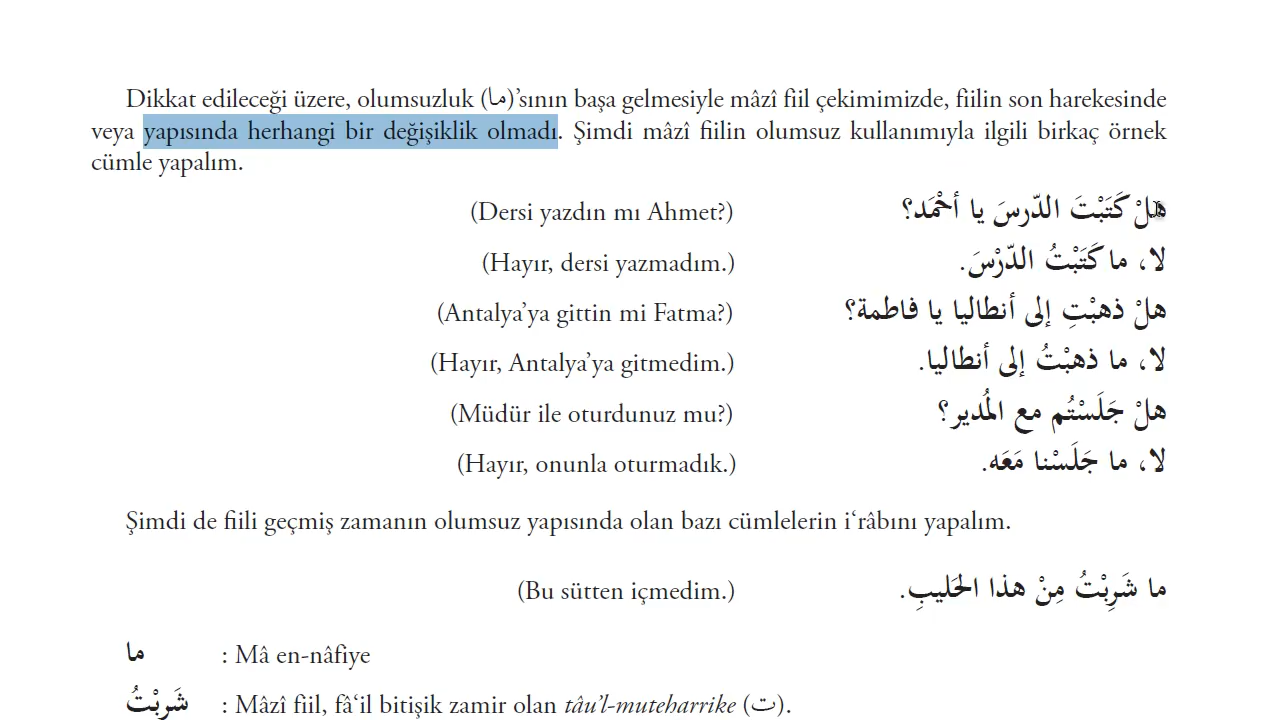 Dikkat edileceği üzere, olumsuzluk (ما)’sının başa gelmesiyle mâzî fiil çekimimizde, fiilin son harekesinde
veya yapısında herhangi bir değişiklik olmadı. Şimdi mâzî fiilin olumsuz kullanımıyla ilgili birkaç örnek
cümle yapalım.
(Dersi yazdın mı Ahmet?) هلْ كَتَبْتَ الدّرسَ يا أحْمَد؟
(Hayır, dersi yazmadım.) لا، ما كَتَبْتُ الدّرْسَ.
(Antalya’ya gittin mi Fatma?) هلْ ذهبْتِ إلى أنطاليا يا فاطمة؟
(Hayır, Antalya’ya gitmedim.) لا، ما ذهبْتُ إلى أنطاليا.
(Müdür ile oturdunuz mu?) هلْ جَلَسْتُم مع المُدير؟
(Hayır, onunla oturmadık.) لا، ما جَلَسْنا مَعَه.
Şimdi de fiili geçmiş zamanın olumsuz yapısında olan bazı cümlelerin i‘râbını yapalım.
(Bu sütten içmedim.) ما شَرِبْتُ مِنْ هذا الحَليبِ.
ما : Mâ en-nâfiye
شَرِبْتُ : Mâzî fiil, fâ‘il bitişik zamir olan tâu’l-muteharrike (ت).